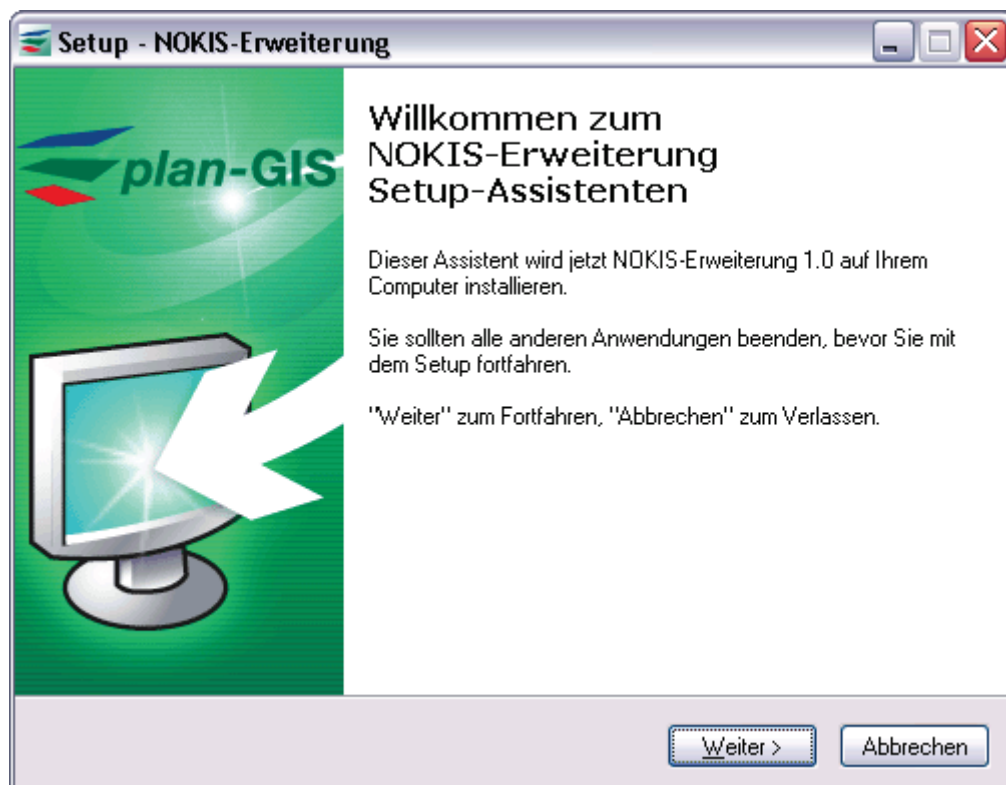 Setup - NOKIS-Erweiterung
plan-GIS
Willkommen zum
NOKIS-Erweiterung
Setup-Assistenten
Dieser Assistent wird jetzt NOKIS-Erweiterung 1.0 auf Ihrem
Computer installieren.
Sie sollten alle anderen Anwendungen beenden, bevor Sie mit
dem Setup fortfahren.
"Weiter" zum Fortfahren, "Abbrechen" zum Verlassen.
Weiter >
Abbrechen